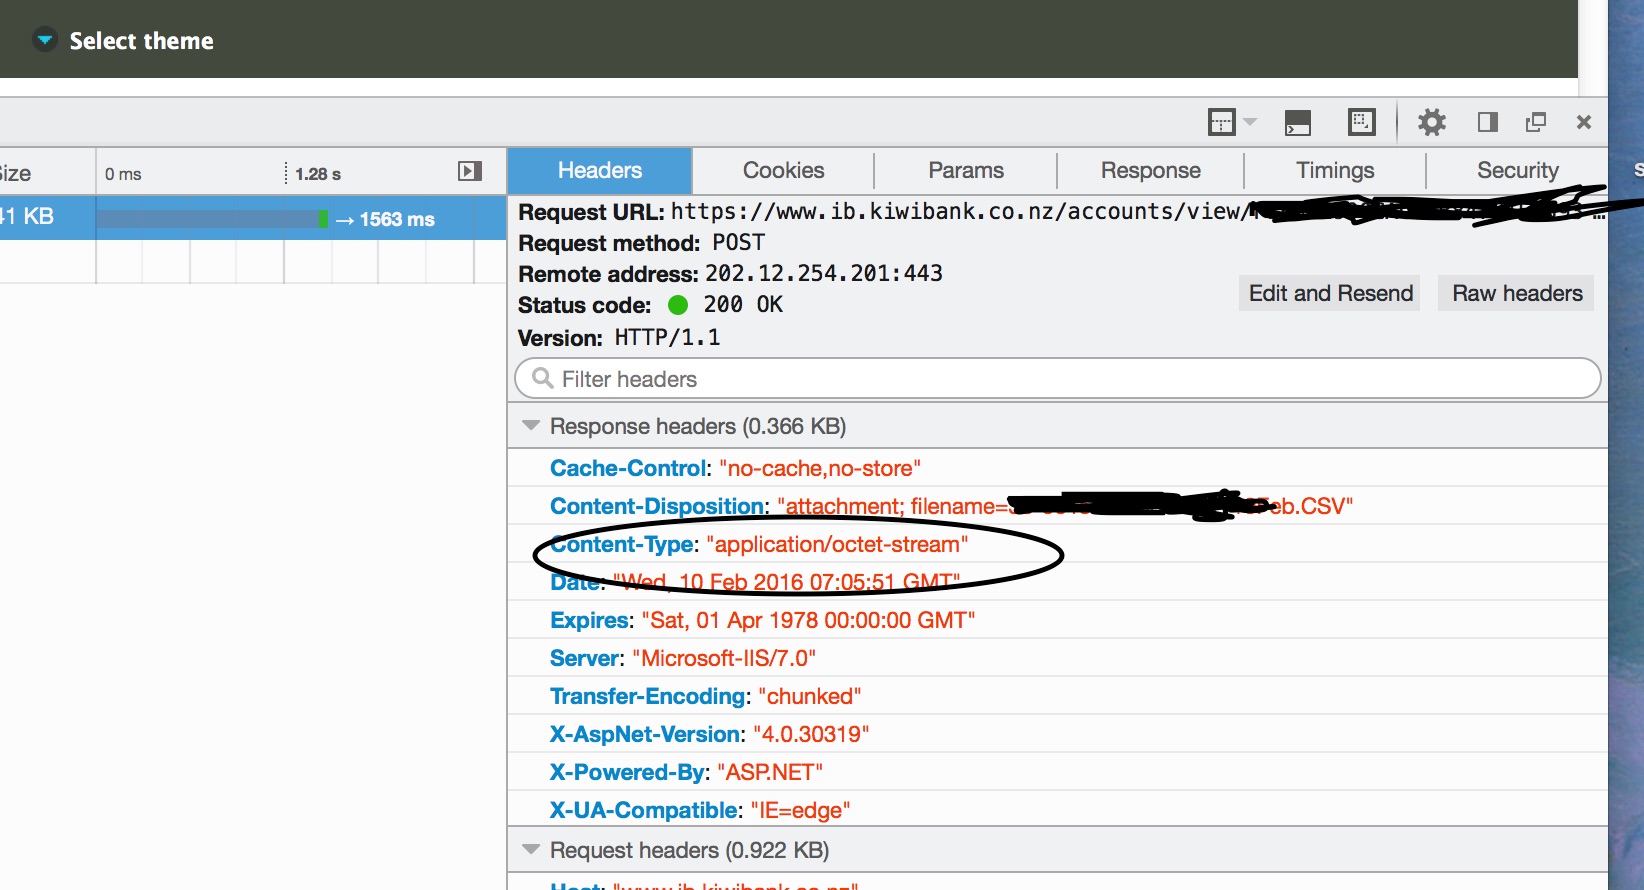 Select theme
0 ms
1.28 s
Headers
Cookies
Params
Response
Timings
Security
41 KB
→ 1563 ms
Request URL: https://www.ib.kiwibank.co.nz/accounts/view/
Request method: POST
Remote address: 202.12.254.201:443
Status code: 200 OK
Edit and Resend
Raw headers
Version: HTTP/1.1
Filter headers
Response headers (0.366 KB)
Cache-Control: "no-cache,no-store"
Content-Disposition: "attachment; filename= Feb.CSV"
Content-Type: "application/octet-stream"
Date: "Wed, 10 Feb 2016 07:05:51 GMT"
Expires: "Sat, 01 Apr 1978 00:00:00 GMT"
Server: "Microsoft-IIS/7.0"
Transfer-Encoding: "chunked"
X-AspNet-Version: "4.0.30319"
X-Powered-By: "ASP.NET"
X-UA-Compatible: "IE=edge"
Request headers (0.922 KB)
Host: "www.ib.kiwibank.co.nz"